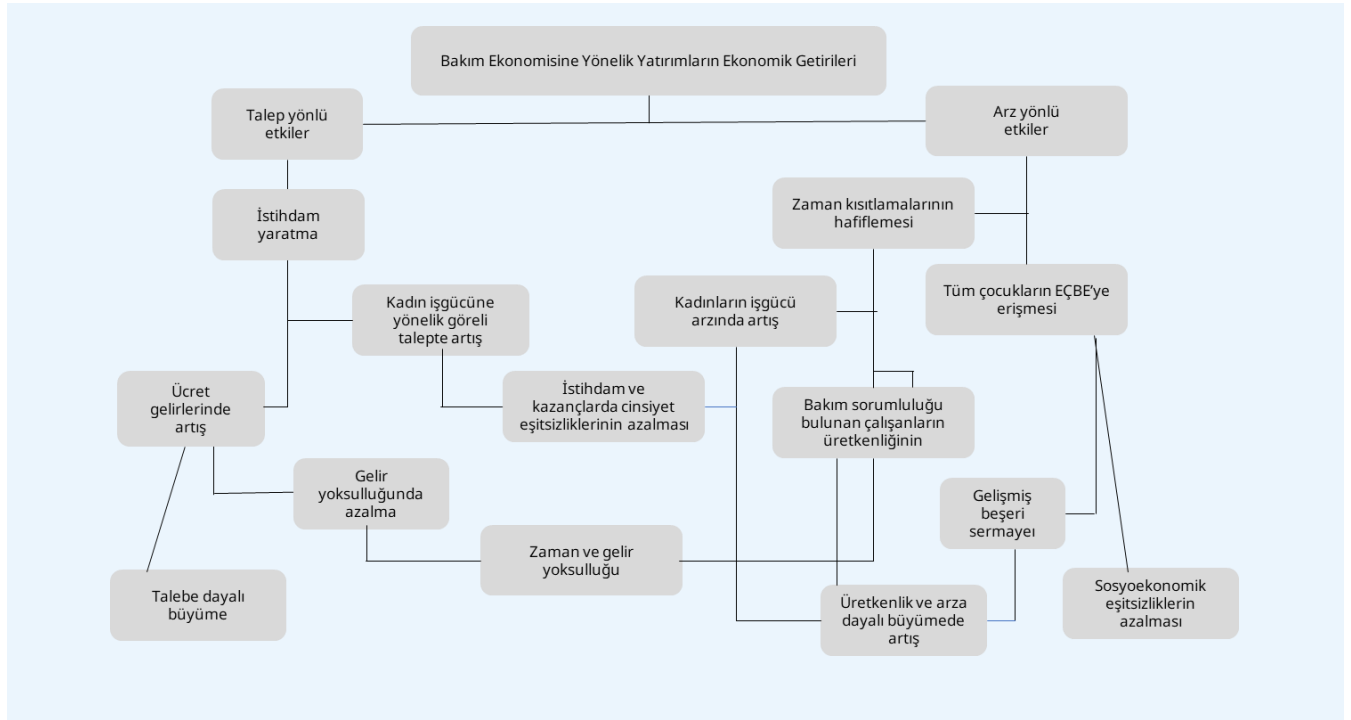 Bakım Ekonomisine Yönelik Yatırımların Ekonomik Getirileri
Talep yönlü
etkiler
Arz yönlü
etkiler
İstihdam
yaratma
Zaman kısıtlamalarının
hafiflemesi
Kadın işgücüne
yönelik göreli
talepte artış
Kadınların işgücü
arzında artış
Tüm çocukların EÇBE’ye
erişmesi
Ücret
gelirlerinde
artış
İstihdam ve
kazançlarda cinsiyet
eşitsizliklerinin azalması
Bakım sorumluluğu
bulunan çalışanların
üretkenliğinin
Gelir
yoksulluğunda
azalma
Gelişmiş
beşeri
sermayeı
Zaman ve gelir
yoksulluğu
Talebe dayalı
büyüme
Üretkenlik ve arza
dayalı büyümede
artış
Sosyoekonomik
eşitsizliklerin
azalması